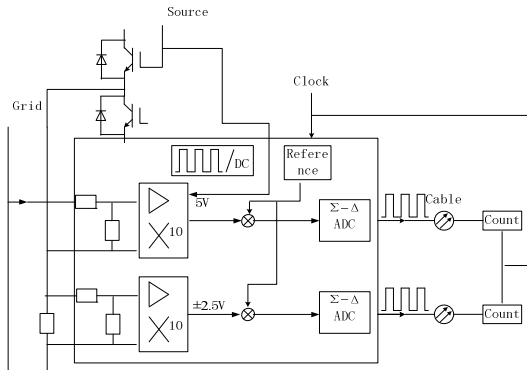 Source
Clock
Grid
/DC
Refere
nce
5V
10
Σ-Δ
ADC
Cable
Count
±2.5V
10
Σ-Δ
ADC
Count